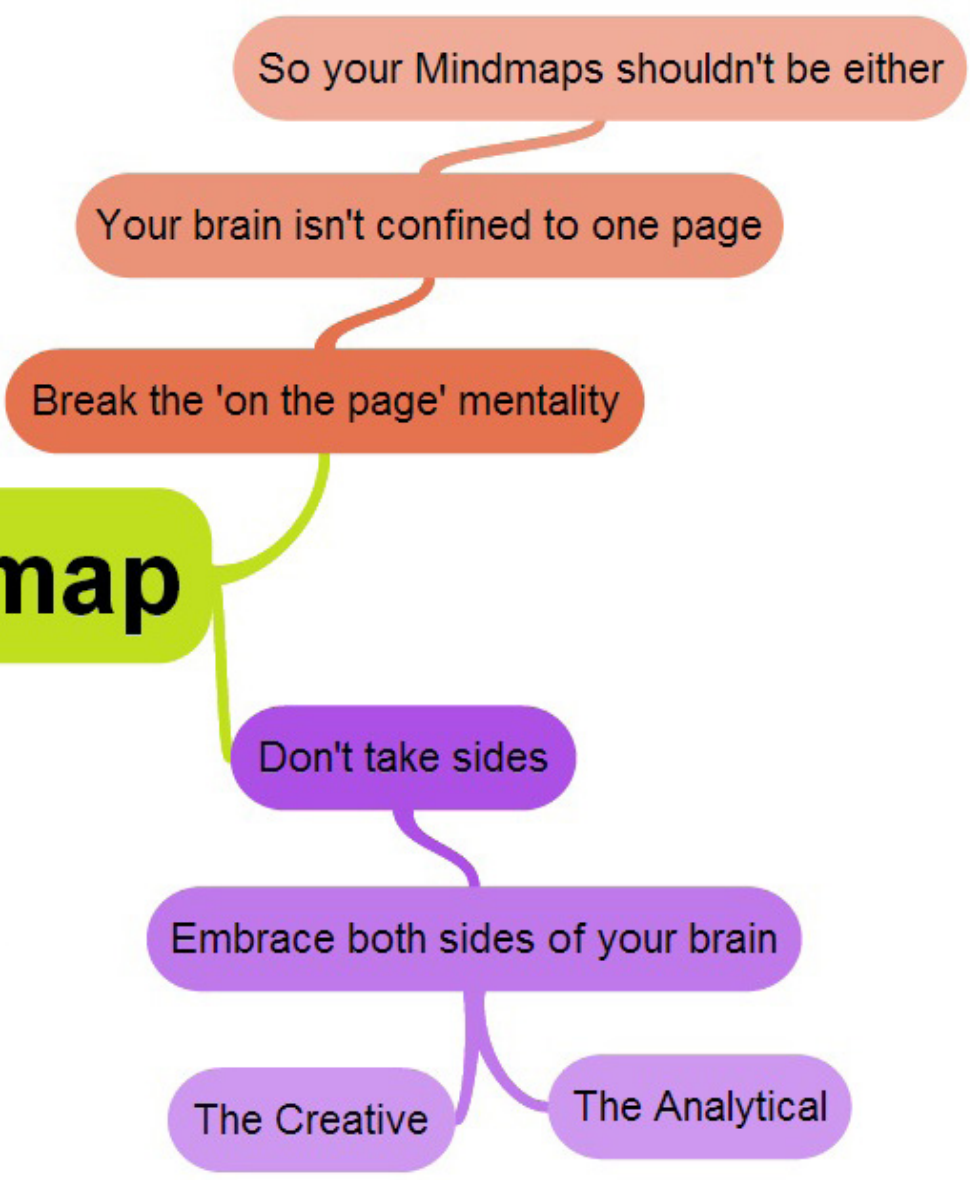 So your Mindmaps shouldn't be either
Your brain isn't confined to one page
Break the 'on the page' mentality
map
Don't take sides
Embrace both sides of your brain
The Creative
The Analytical